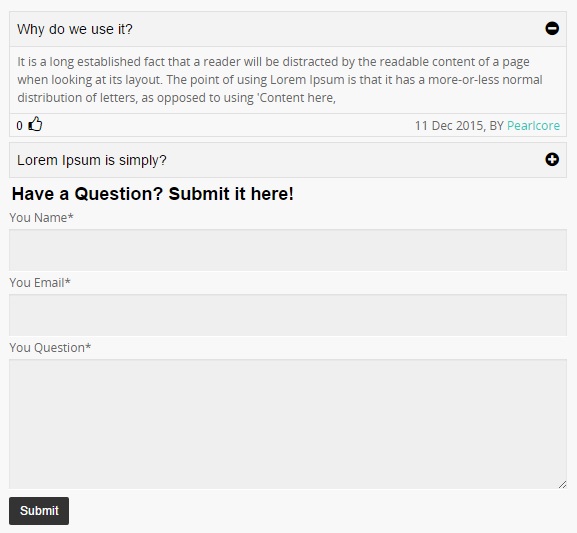 Why do we use it?
It is a long established fact that a reader will be distracted by the readable content of a page
when looking at its layout. The point of using Lorem Ipsum is that it has a more-or-less normal
distribution of letters, as opposed to using 'Content here,
0 11 Dec 2015, BY Pearlcore
Lorem Ipsum is simply?
Have a Question? Submit it here!
You Name*
You Email*
You Question*
Submit